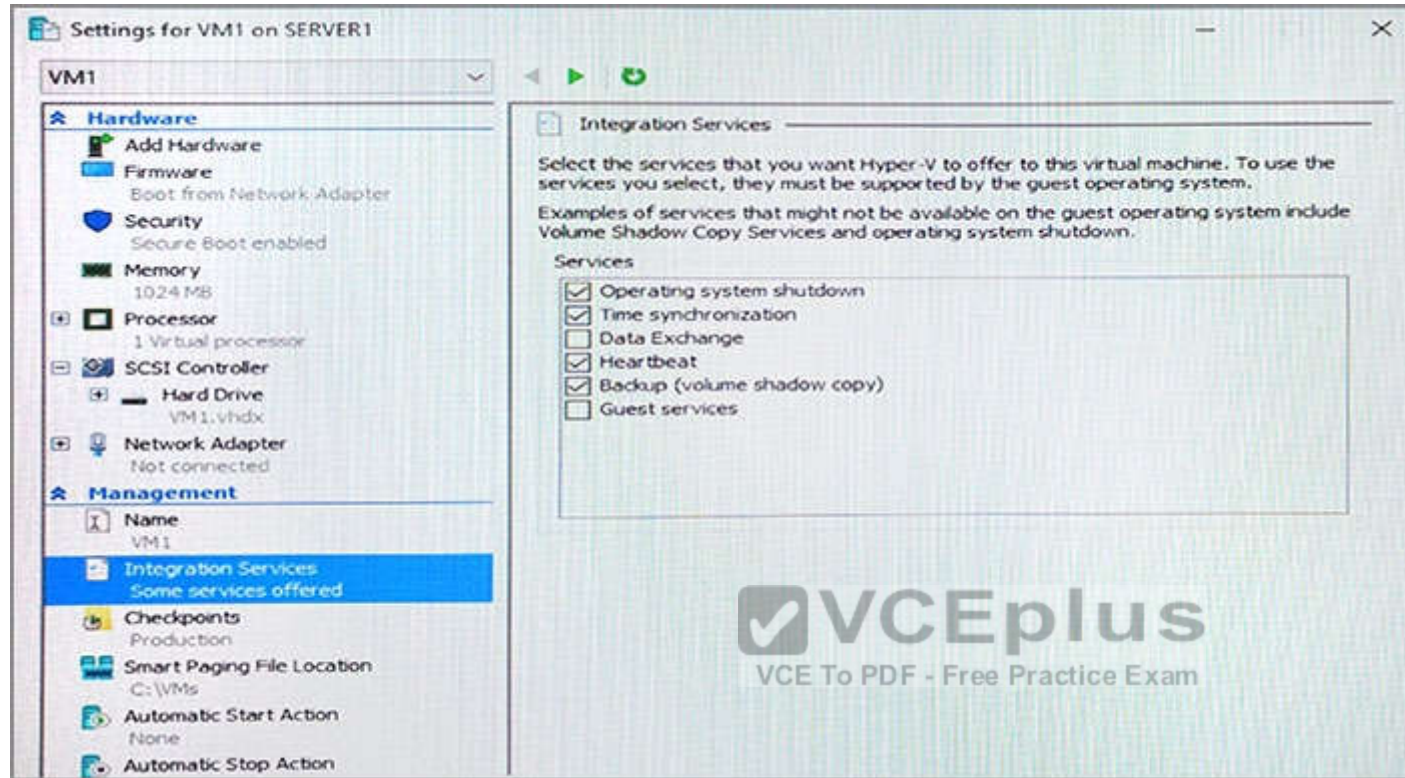 Settings for VM1 on SERVER1
VM1
Hardware
Add Hardware
Firmware
Boot from Network Adapter
Security
Secure Boot enabled
Memory
1024 MB
Processor
1 Virtual processor
SCSI Controller
Hard Drive
VM1.vhdx
Network Adapter
Not connected
Management
Name
VM1
Integration Services
Some services offered
Checkpoints
Production
Smart Paging File Location
C:\VMs
Automatic Start Action
None
Automatic Stop Action
Integration Services
Select the services that you want Hyper-V to offer to this virtual machine. To use the
services you select, they must be supported by the guest operating system.
Examples of services that might not be available on the guest operating system include
Volume Shadow Copy Services and operating system shutdown.
Services
Operating system shutdown
Time synchronization
Data Exchange
Heartbeat
Backup (volume shadow copy)
Guest services
VCEplus
VCE To PDF - Free Practice Exam